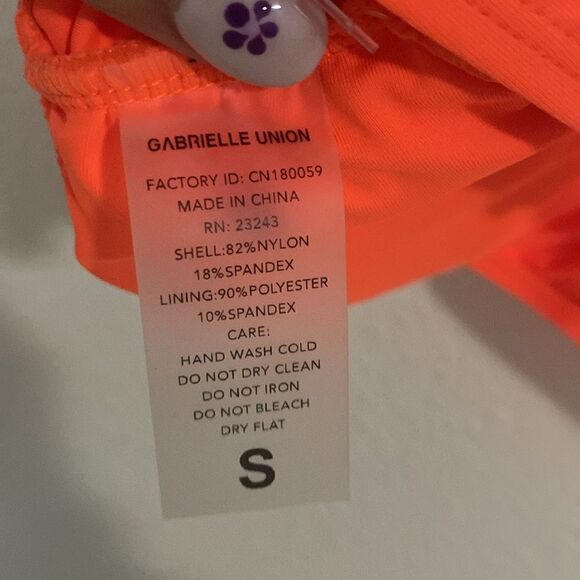 GABRIELLE UNION
FACTORY ID: CN180059
MADE IN CHINA
RN: 23243
SHELL:82%NYLON
18%SPANDEX
LINING:90%POLYESTER
10%SPANDEX
CARE:
HAND WASH COLD
DO NOT DRY CLEAN
DO NOT IRON
DO NOT BLEACH
DRY FLAT
S